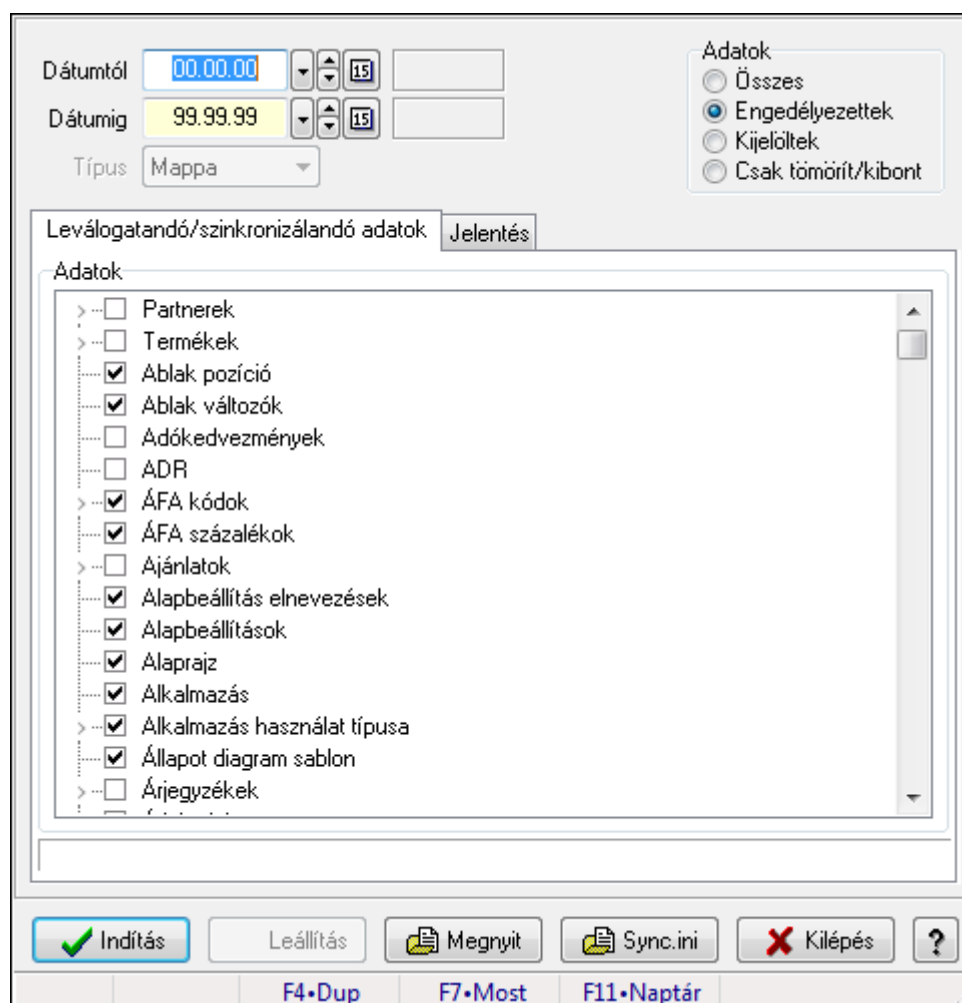 Dátumtól 00.00.00 15
Dátumig 99.99.99 15
Típus Mappa
Adatok
Összes
Engedélyezettek
Kijelöltek
Csak tömörít/kibont
Leválogatandó/szinkronizálandó adatok Jelentés
Adatok
Partnerek
Termékek
Ablak pozíció
Ablak változók
Adókedvezmények
ADR
ÁFA kódok
ÁFA százalékok
Ajánlatok
Alapbeállítás elnevezések
Alapbeállítások
Alaprajz
Alkalmazás
Alkalmazás használat típusa
Állapot diagram sablon
Árjegyzékek
Indítás Leállítás Megnyit Sync.ini Kilépés ?
F4•Dup F7•Most F11•Naptár